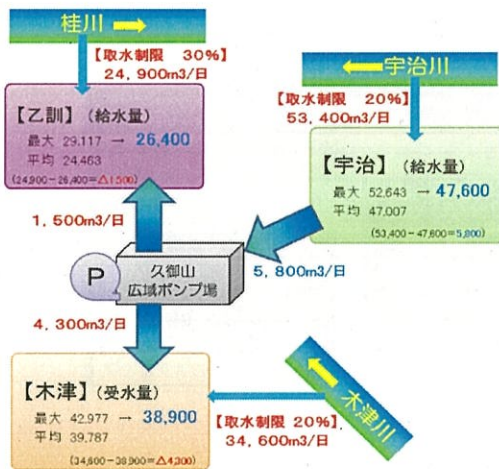 桂川
【取水制限 30%】
24,900m3/日
【乙訓】(給水量)
最大 29.117 → 26,400
平均 24.463
(24,900-26,400=△1,500)
宇治川
【取水制限 20%】
53,400m3/日
【宇治】(給水量)
最大 52.643 → 47,600
平均 47.007
(53,400-47,600=5,800)
1,500m3/日
P
久御山
広域ポンプ場
5,800m3/日
4,300m3/日
【木津】(受水量)
最大 42.977 → 38,900
平均 39.787
(34,600-38,900=△4,300)
木津川
【取水制限 20%】
34,600m3/日